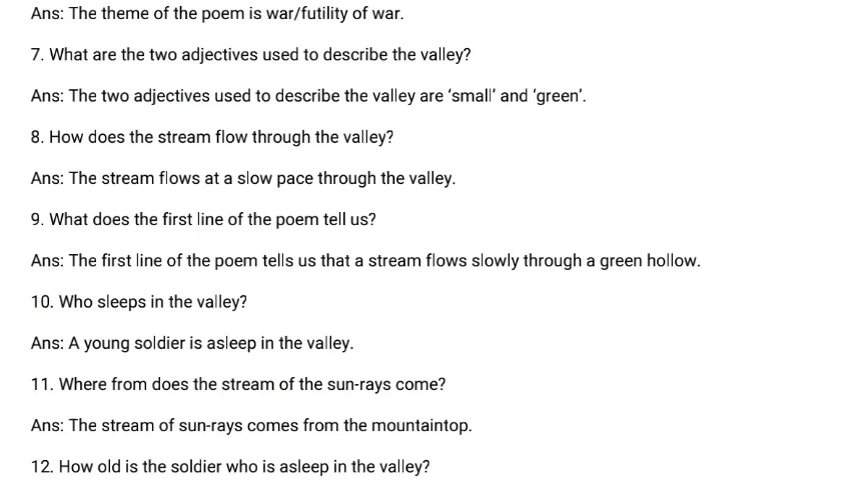 Ans: The theme of the poem is war/futility of war.
7. What are the two adjectives used to describe the valley?
Ans: The two adjectives used to describe the valley are ‘small’ and ‘green’.
8. How does the stream flow through the valley?
Ans: The stream flows at a slow pace through the valley.
9. What does the first line of the poem tell us?
Ans: The first line of the poem tells us that a stream flows slowly through a green hollow.
10. Who sleeps in the valley?
Ans: A young soldier is asleep in the valley.
11. Where from does the stream of the sun-rays come?
Ans: The stream of sun-rays comes from the mountaintop.
12. How old is the soldier who is asleep in the valley?